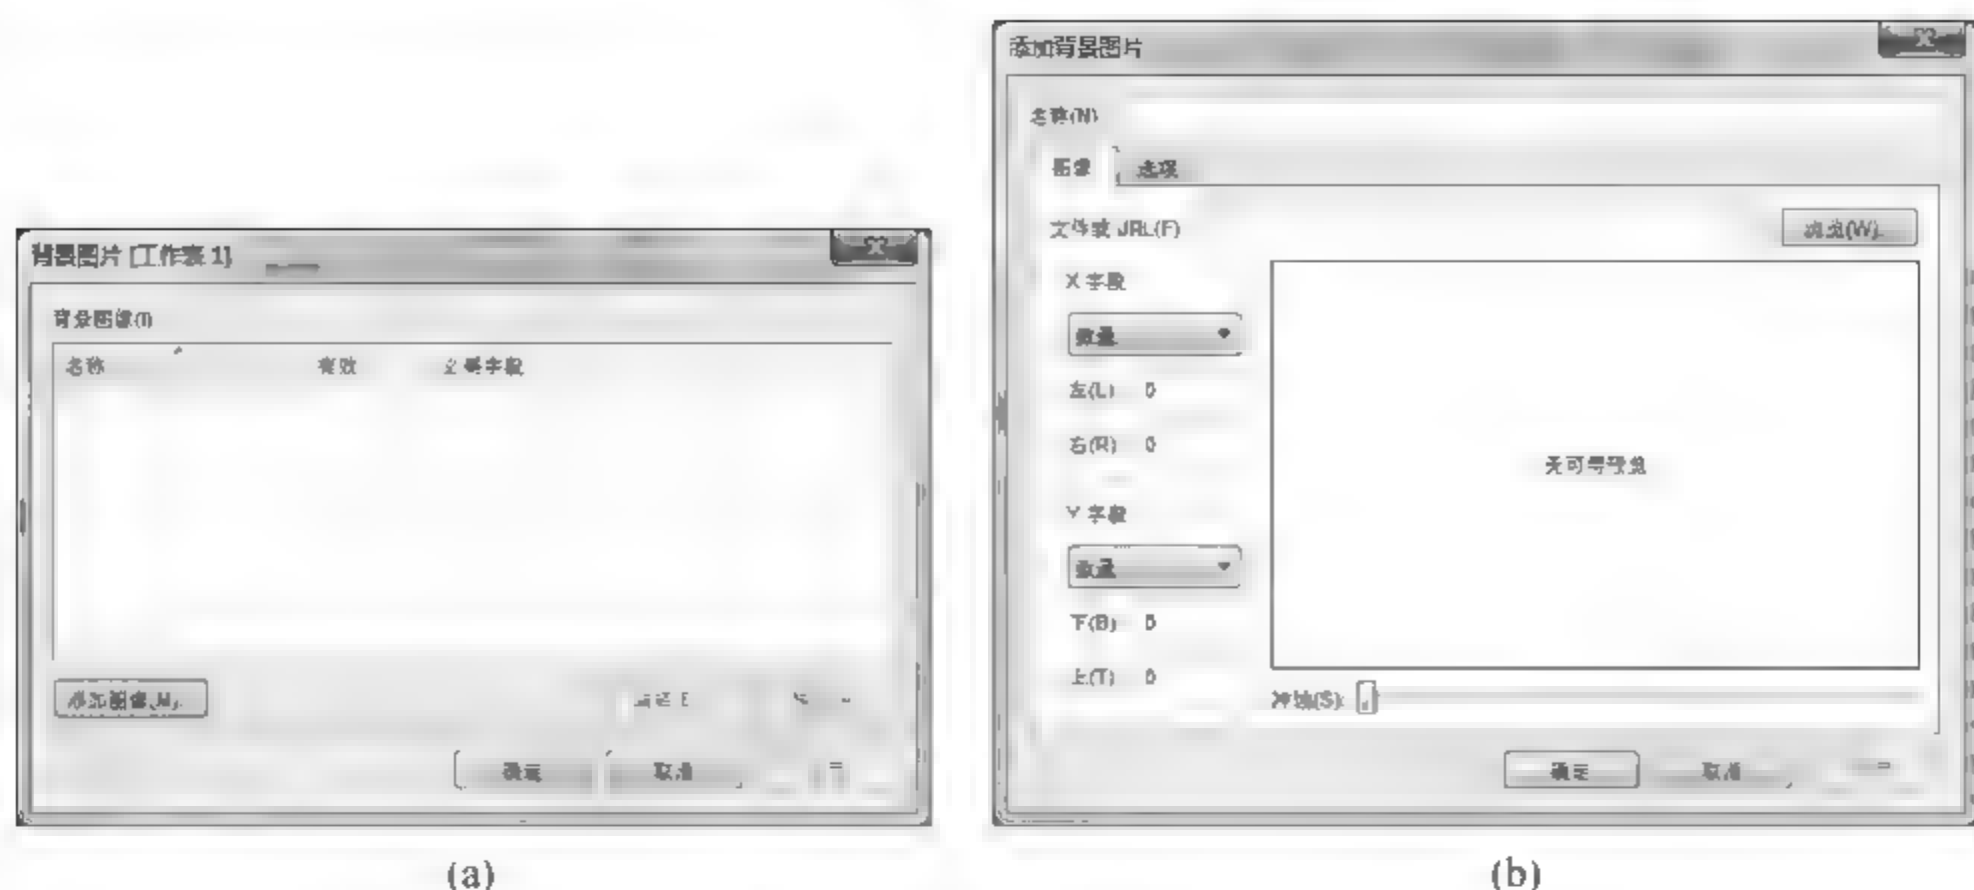 背景图片 [工作表 1]
背景图像(I)
名称 有效 必要字段
添加图像(M)...
确定 取消
(a)
添加背景图片
名称(N)
图像 选项
文件或 URL(F) 浏览(W)...
X 字段
数量
左(L) 0
右(R) 0
无可用预览
Y 字段
数量
下(B) 0
上(T) 0
冲蚀(S):
确定 取消
(b)